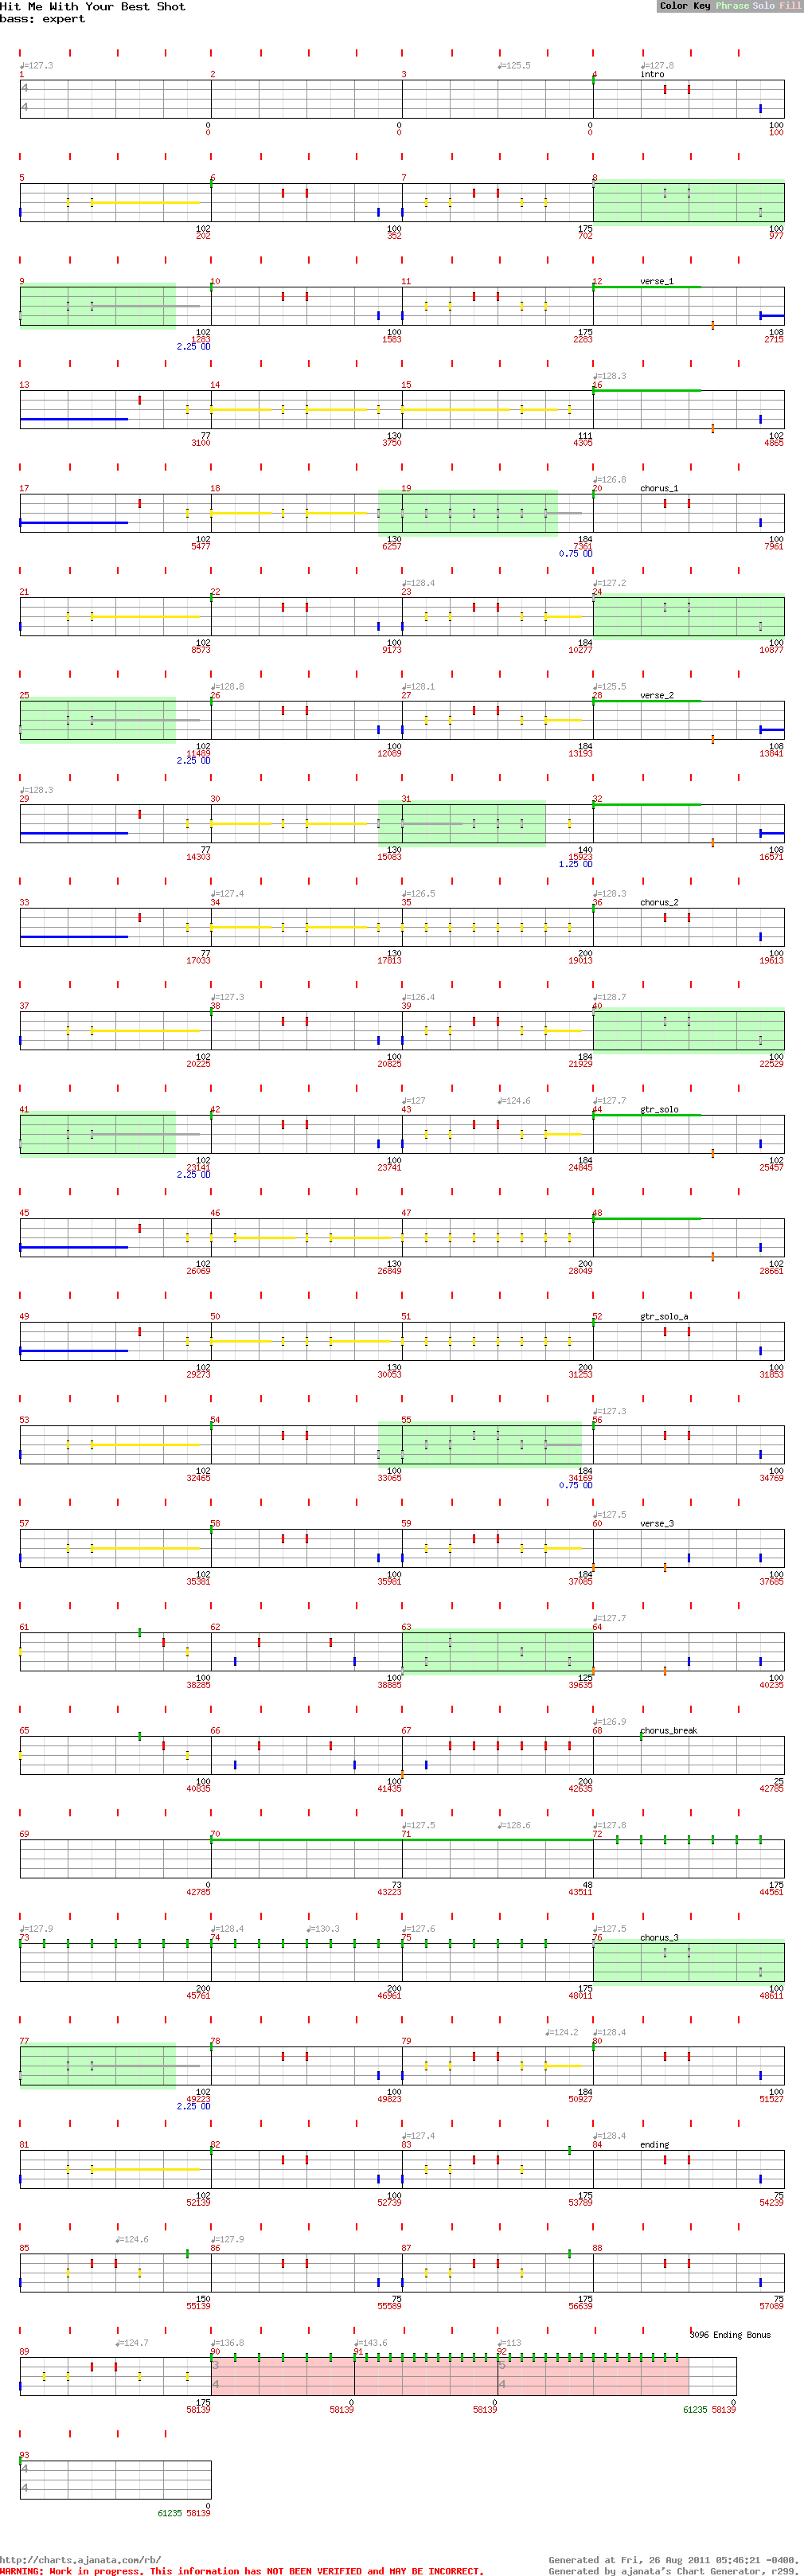 Hit Me With Your Best Shot
Color Key Phrase Solo Fill
bass: expert
♩=127.3 ♩=125.5 ♩=127.8
1 2 3 4 intro
4
4
0 0 0 100
0 0 0 100
5 6 7 8
102 100 175 100
202 352 702 977
9 10 11 12 verse_1
102 100 175 108
1283 1583 2283 2715
2.25 OD
♩=128.3
13 14 15 16
77 130 111 102
3100 3750 4305 4865
♩=126.8
17 18 19 20 chorus_1
102 130 184 100
5477 6257 7361 7961
0.75 OD
♩=128.4 ♩=127.2
21 22 23 24
102 100 184 100
8573 9173 10277 10877
♩=128.8 ♩=128.1 ♩=125.5
25 26 27 28 verse_2
102 100 184 108
11489 12089 13193 13841
2.25 OD
♩=128.3
29 30 31 32
77 130 140 108
14303 15083 15923 16571
1.25 OD
♩=127.4 ♩=126.5 ♩=128.3
33 34 35 36 chorus_2
77 130 200 100
17033 17813 19013 19613
♩=127.3 ♩=126.4 ♩=128.7
37 38 39 40
102 100 184 100
20225 20825 21929 22529
♩=127 ♩=124.6 ♩=127.7
41 42 43 44 gtr_solo
102 100 184 102
23141 23741 24845 25457
2.25 OD
45 46 47 48
102 130 200 102
26069 26849 28049 28661
49 50 51 52 gtr_solo_a
102 130 200 100
29273 30053 31253 31853
♩=127.3
53 54 55 56
102 100 184 100
32465 33065 34169 34769
0.75 OD
♩=127.5
57 58 59 60 verse_3
102 100 184 100
35381 35981 37085 37685
♩=127.7
61 62 63 64
100 100 125 100
38285 38885 39635 40235
♩=126.9
65 66 67 68 chorus_break
100 100 200 25
40835 41435 42635 42785
♩=127.5 ♩=128.6 ♩=127.8
69 70 71 72
0 73 48 175
42785 43223 43511 44561
♩=127.9 ♩=128.4 ♩=130.3 ♩=127.6 ♩=127.5
73 74 75 76 chorus_3
200 200 175 100
45761 46961 48011 48611
♩=124.2 ♩=128.4
77 78 79 80
102 100 184 100
49223 49823 50927 51527
2.25 OD
♩=127.4 ♩=128.4
81 82 83 84 ending
102 100 175 75
52139 52739 53789 54239
♩=124.6 ♩=127.9
85 86 87 88
150 75 175 75
55139 55589 56639 57089
3096 Ending Bonus
♩=124.7 ♩=136.8 ♩=143.6 ♩=113
89 90 91 92
3 5
4 4
175 0 0 0
58139 58139 58139 61235 58139
93
4
4
0
61235 58139
http://charts.ajanata.com/rb/
Generated at Fri, 26 Aug 2011 05:46:21 -0400.
WARNING: Work in progress. This information has NOT BEEN VERIFIED and MAY BE INCORRECT.
Generated by ajanata's Chart Generator, r299.